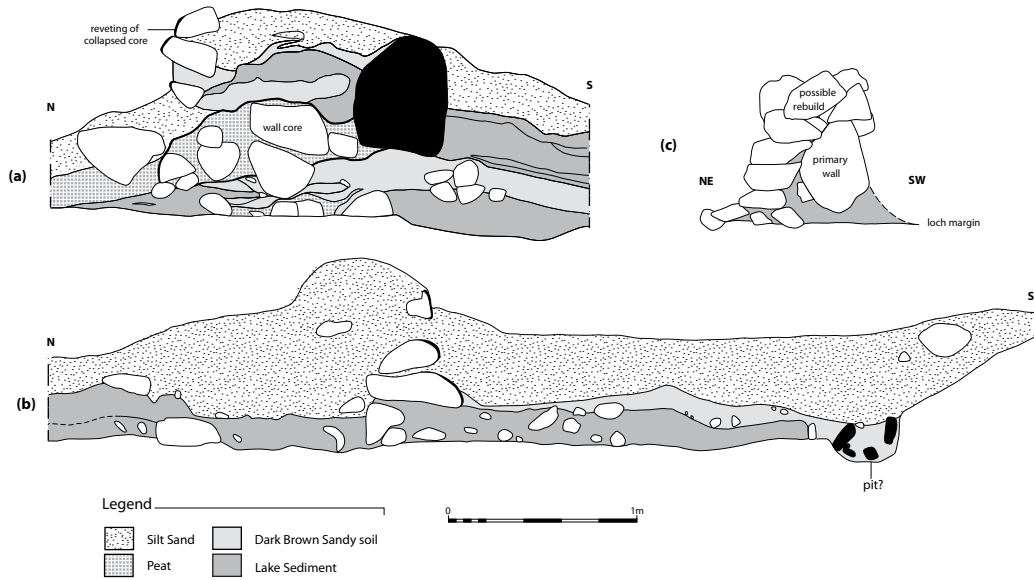 reveting of
collapsed core
N
S
wall core
(a)
possible
rebuild
(c)
primary
wall
NE
SW
loch margin
N
S
(b)
pit?
Legend
0
1m
Silt Sand
Dark Brown Sandy soil
Peat
Lake Sediment